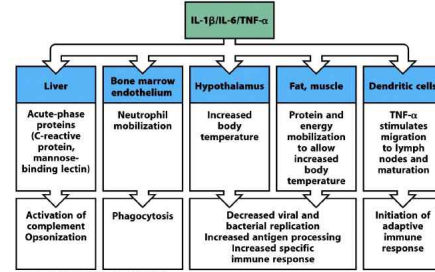 IL-1β/IL-6/TNF-α
Liver
Bone marrow
endothelium
Hypothalamus
Fat, muscle
Dendritic cells
Acute-phase
proteins
(C-reactive
protein,
mannose-
binding lectin)
Neutrophil
mobilization
Increased
body
temperature
Protein and
energy
mobilization
to allow
increased
body
temperature
TNF-α
stimulates
migration
to lymph
nodes and
maturation
Activation of
complement
Opsonization
Phagocytosis
Decreased viral and
bacterial replication
Increased antigen processing
Increased specific
immune response
Initiation of
adaptive
immune
response